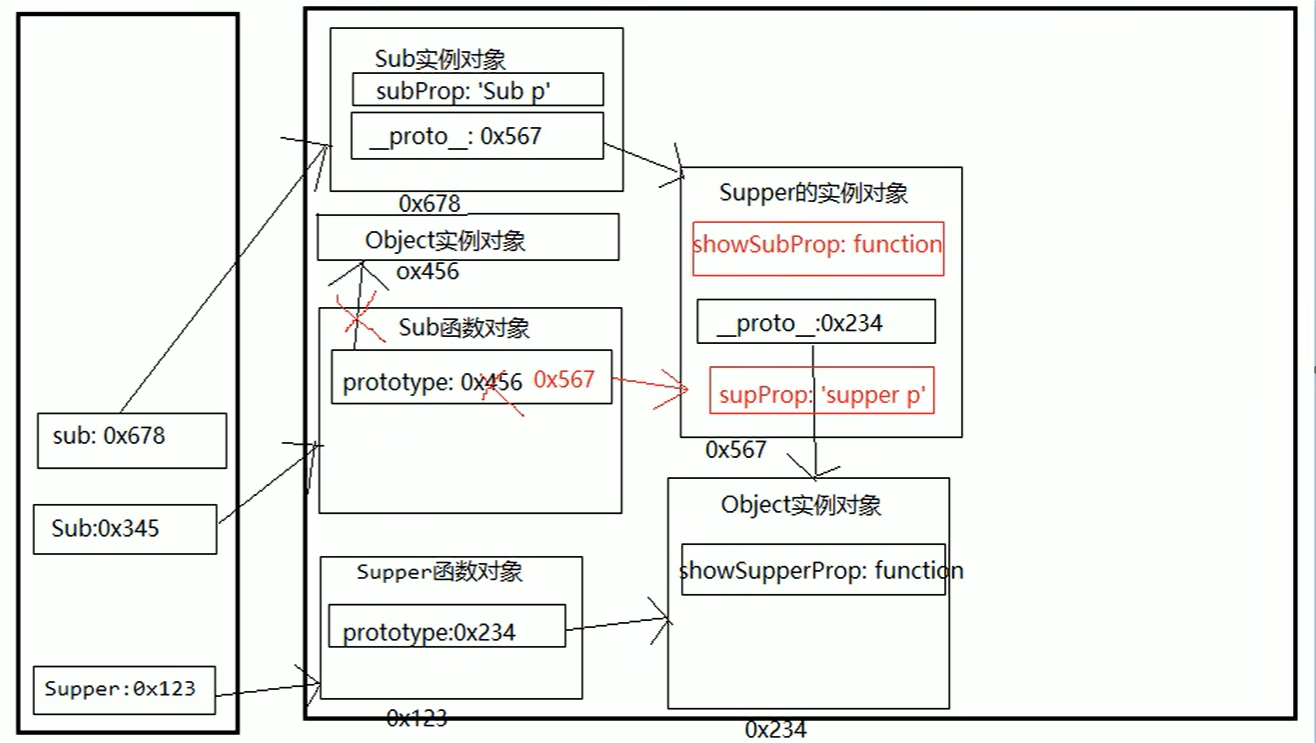 Sub实例对象
subProp: 'Sub p'
__proto__: 0x567
0x678
Object实例对象
ox456
Sub函数对象
prototype: 0x456 0x567
Supper的实例对象
showSubProp: function
__proto__:0x234
supProp: 'supper p'
0x567
sub: 0x678
Sub:0x345
Supper:0x123
Supper函数对象
prototype:0x234
0x123
Object实例对象
showSupperProp: function
0x234